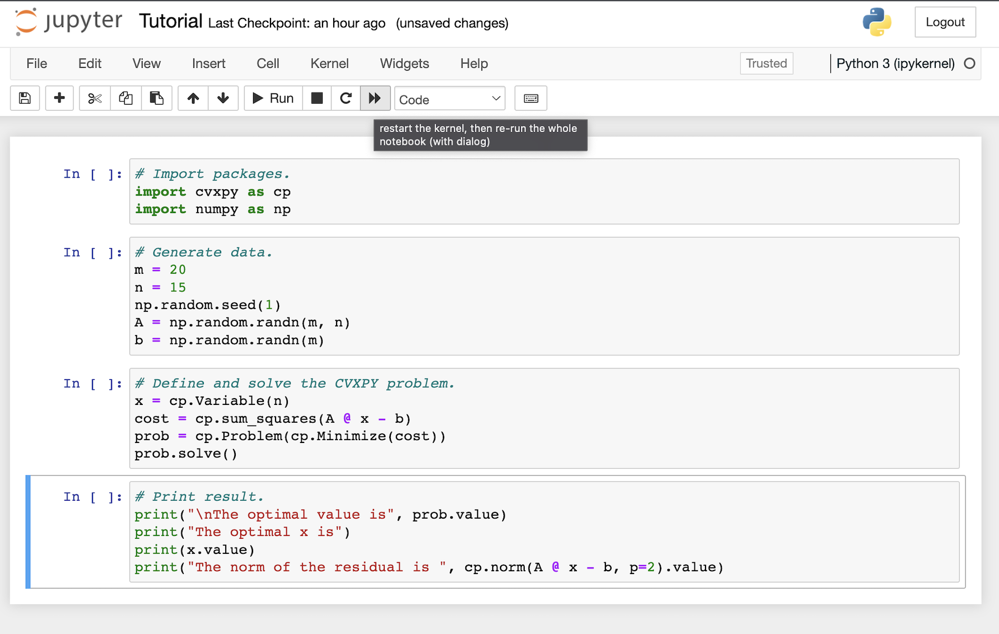 jupyter Tutorial Last Checkpoint: an hour ago (unsaved changes) Logout
File Edit View Insert Cell Kernel Widgets Help Trusted Python 3 (ipykernel)
Run Code
restart the kernel, then re-run the whole
notebook (with dialog)
In [ ]: # Import packages.
import cvxpy as cp
import numpy as np
In [ ]: # Generate data.
m = 20
n = 15
np.random.seed(1)
A = np.random.randn(m, n)
b = np.random.randn(m)
In [ ]: # Define and solve the CVXPY problem.
x = cp.Variable(n)
cost = cp.sum_squares(A @ x - b)
prob = cp.Problem(cp.Minimize(cost))
prob.solve()
In [ ]: # Print result.
print("\nThe optimal value is", prob.value)
print("The optimal x is")
print(x.value)
print("The norm of the residual is ", cp.norm(A @ x - b, p=2).value)